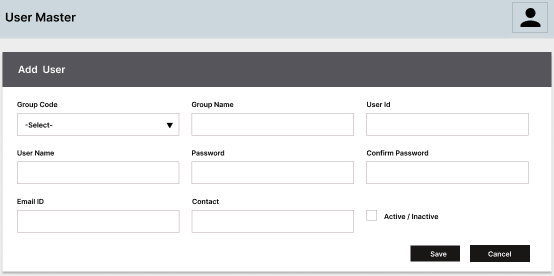 User Master
Add User
Group Code
Group Name
User Id
-Select-
User Name
Password
Confirm Password
Email ID
Contact
Active / Inactive
Save
Cancel